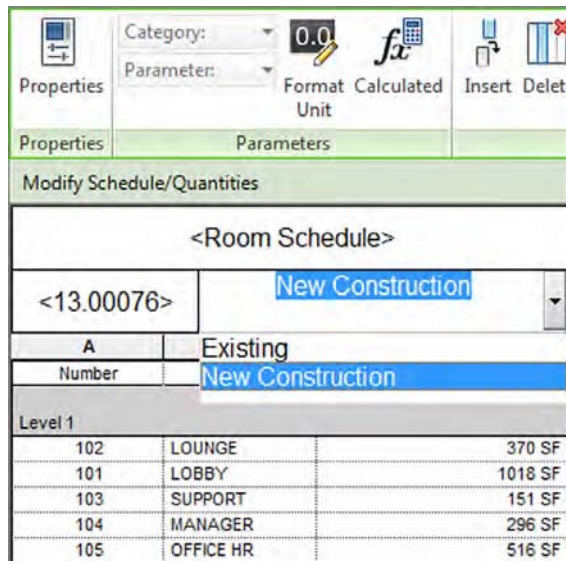 Category:
Parameter:
Properties
0.0
fx
Format Unit
Calculated
Insert
Delet
Properties
Parameters
Modify Schedule/Quantities
<Room Schedule>
<13.00076>
New Construction
Existing
New Construction
A
Number
Level 1
102 LOUNGE 370 SF
101 LOBBY 1018 SF
103 SUPPORT 151 SF
104 MANAGER 296 SF
105 OFFICE HR 516 SF